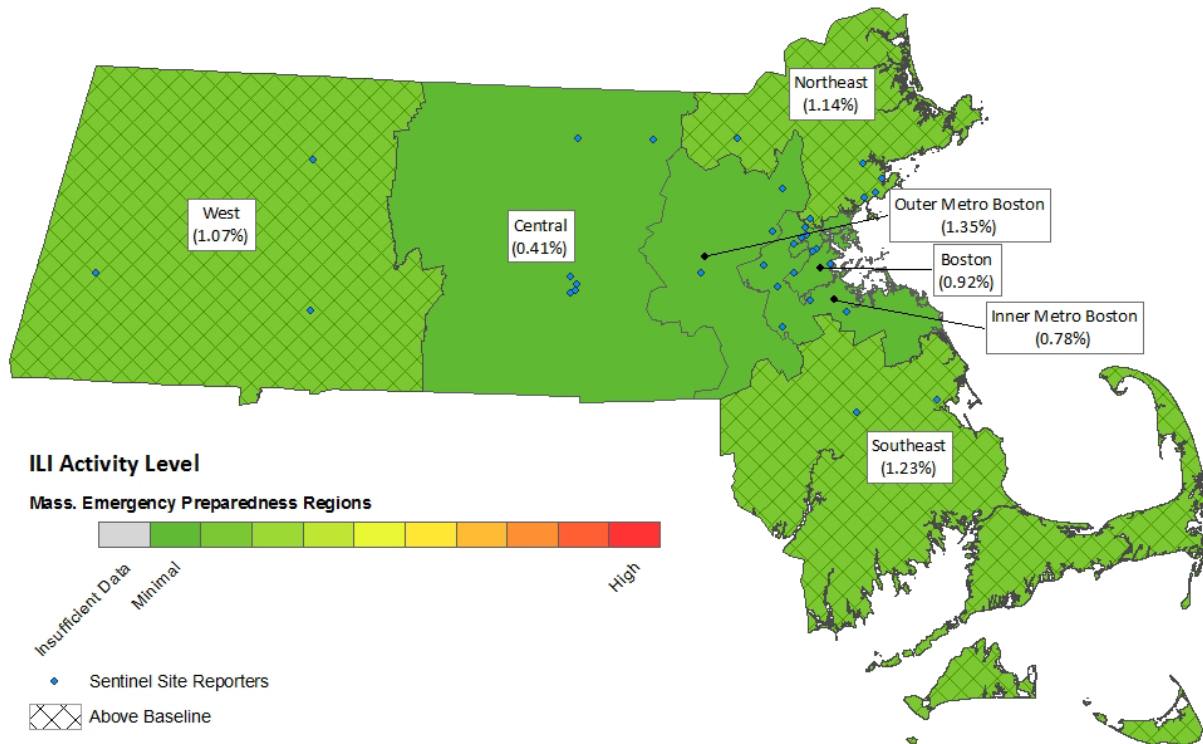 Northeast
(1.14%)
West
(1.07%)
Central
(0.41%)
Outer Metro Boston
(1.35%)
Boston
(0.92%)
Inner Metro Boston
(0.78%)
Southeast
(1.23%)
ILI Activity Level
Mass. Emergency Preparedness Regions
Insufficient Data
Minimal
High
Sentinel Site Reporters
Above Baseline